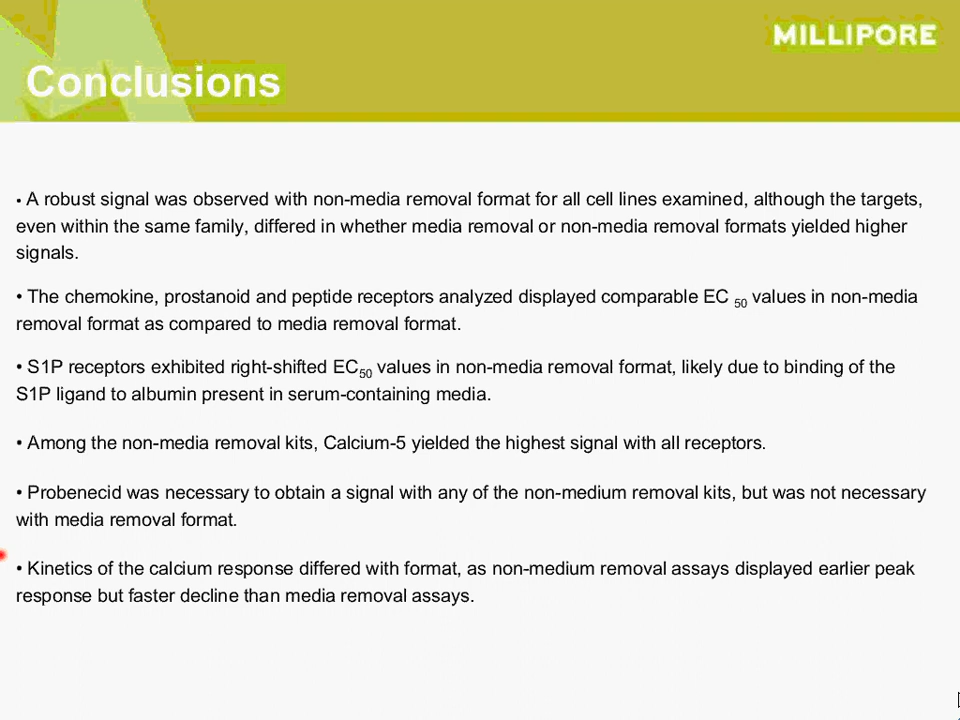 MILLIPORE
Conclusions
• A robust signal was observed with non-media removal format for all cell lines examined, although the targets,
even within the same family, differed in whether media removal or non-media removal formats yielded higher
signals.
• The chemokine, prostanoid and peptide receptors analyzed displayed comparable EC 50 values in non-media
removal format as compared to media removal format.
• S1P receptors exhibited right-shifted EC50 values in non-media removal format, likely due to binding of the
S1P ligand to albumin present in serum-containing media.
• Among the non-media removal kits, Calcium-5 yielded the highest signal with all receptors.
• Probenecid was necessary to obtain a signal with any of the non-medium removal kits, but was not necessary
with media removal format.
• Kinetics of the calcium response differed with format, as non-medium removal assays displayed earlier peak
response but faster decline than media removal assays.